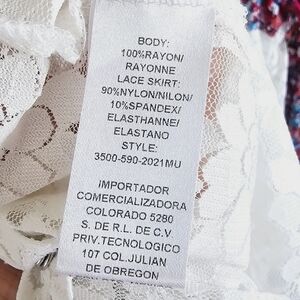 BODY:
100%RAYON/
RAYONNE
LACE SKIRT:
90%NYLON/NILON/
10%SPANDEX/
ELASTHANNE/
ELASTANO
STYLE:
3500-590-2021MU
IMPORTADOR
COMERCIALIZADORA
COLORADO 5280
S. DE R.L. DE C.V
PRIV.TECNOLOGICO
107 COL.JULIAN
DE OBREGON